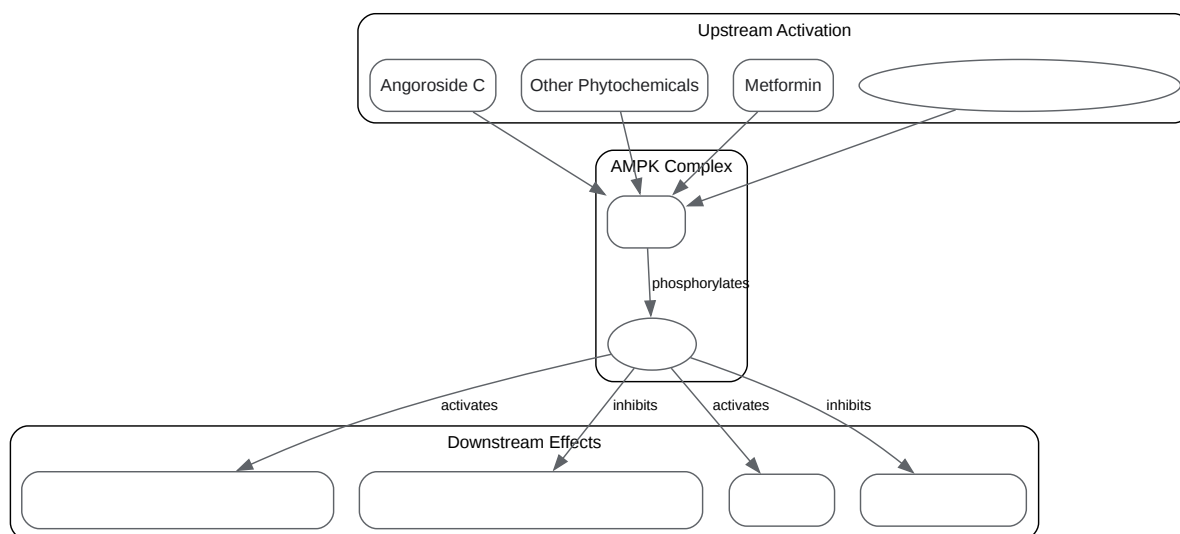 Upstream Activation
Angoroside C
Other Phytochemicals
Metformin
AMPK Complex
phosphorylates
activates
inhibits
activates
inhibits
Downstream Effects